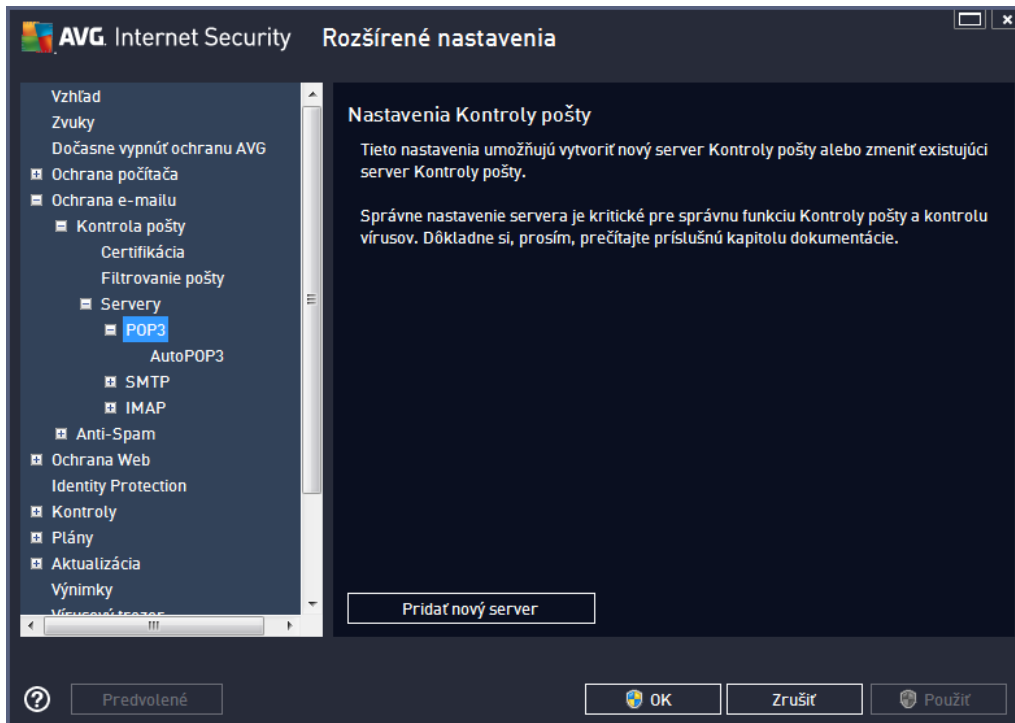 AVG. Internet Security Rozšírené nastavenia
Vzhľad
Zvuky
Dočasne vypnúť ochranu AVG
Ochrana počítača
Ochrana e-mailu
Kontrola pošty
Certifikácia
Filtrovanie pošty
Servery
POP3
AutoPOP3
SMTP
IMAP
Anti-Spam
Ochrana Web
Identity Protection
Kontroly
Plány
Aktualizácia
Výnimky
Vírusový trezor
Nastavenia Kontroly pošty
Tieto nastavenia umožňujú vytvoriť nový server Kontroly pošty alebo zmeniť existujúci
server Kontroly pošty.
Správne nastavenie servera je kritické pre správnu funkciu Kontroly pošty a kontrolu
vírusov. Dôkladne si, prosím, prečítajte príslušnú kapitolu dokumentácie.
Pridať nový server
Predvolené
OK
Zrušiť
Použiť